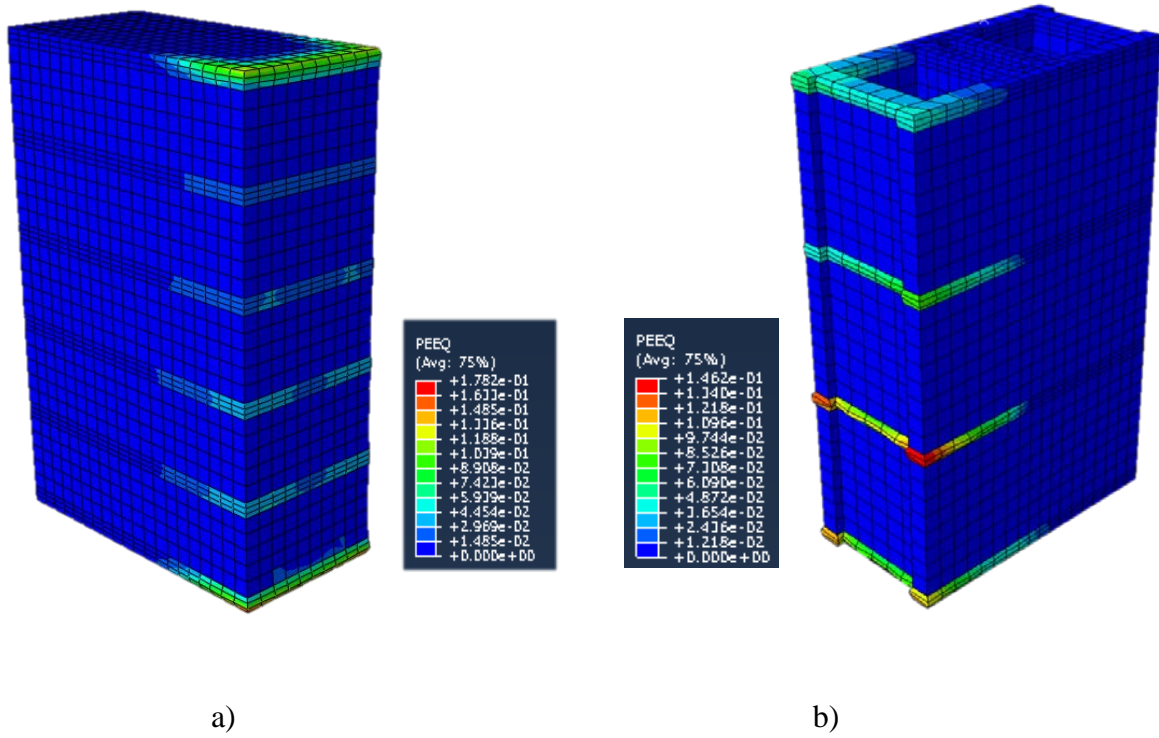 PEEQ
(Avg: 75%)
+1.782e-01
+1.633e-01
+1.485e-01
+1.336e-01
+1.188e-01
+1.039e-01
+8.908e-02
+7.423e-02
+5.939e-02
+4.454e-02
+2.969e-02
+1.485e-02
+0.000e+00
PEEQ
(Avg: 75%)
+1.462e-01
+1.340e-01
+1.218e-01
+1.096e-01
+9.744e-02
+8.526e-02
+7.308e-02
+6.090e-02
+4.872e-02
+3.654e-02
+2.436e-02
+1.218e-02
+0.000e+00
a)
b)